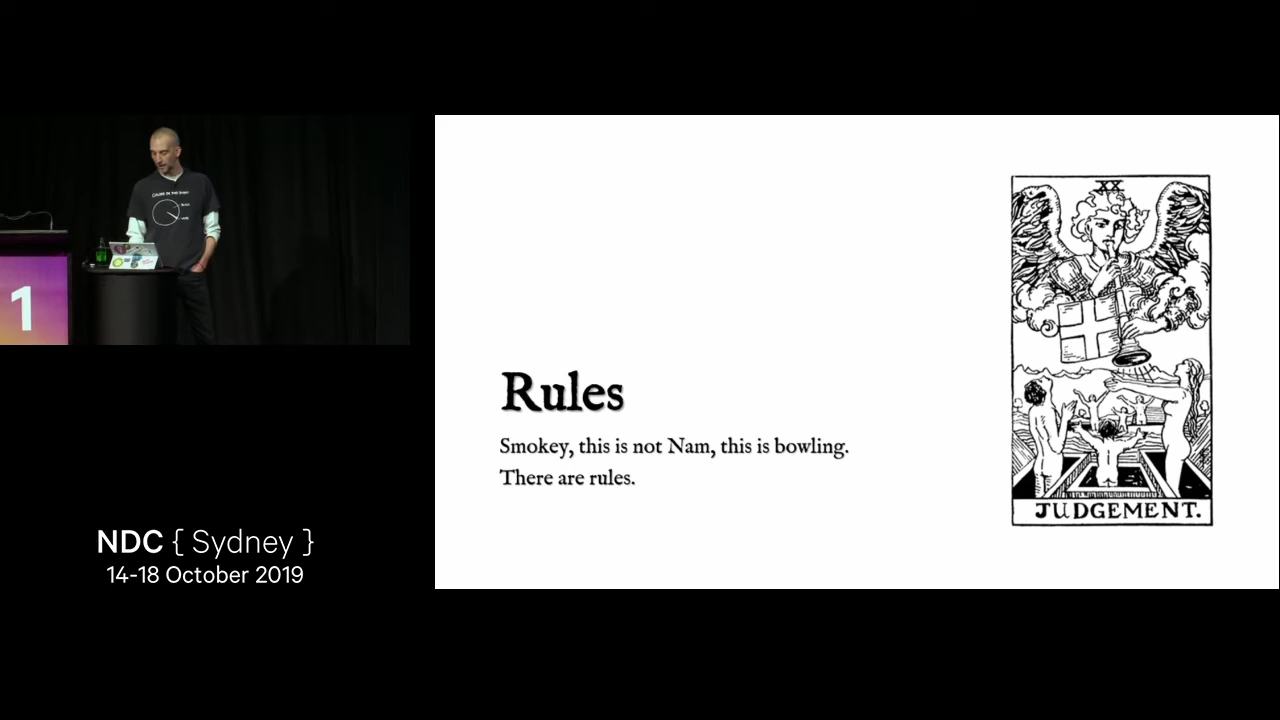 1
NDC { Sydney }
14-18 October 2019
Rules
Smokey, this is not Nam, this is bowling.
There are rules.
XX
JUDGEMENT.